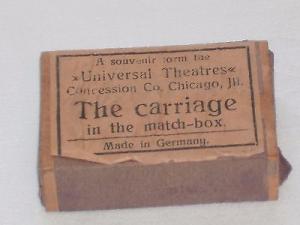 A souvenir form the
»Universal Theatres«
Concession Co. Chicago, Jll.
The carriage
in the match-box.
Made in Germany.